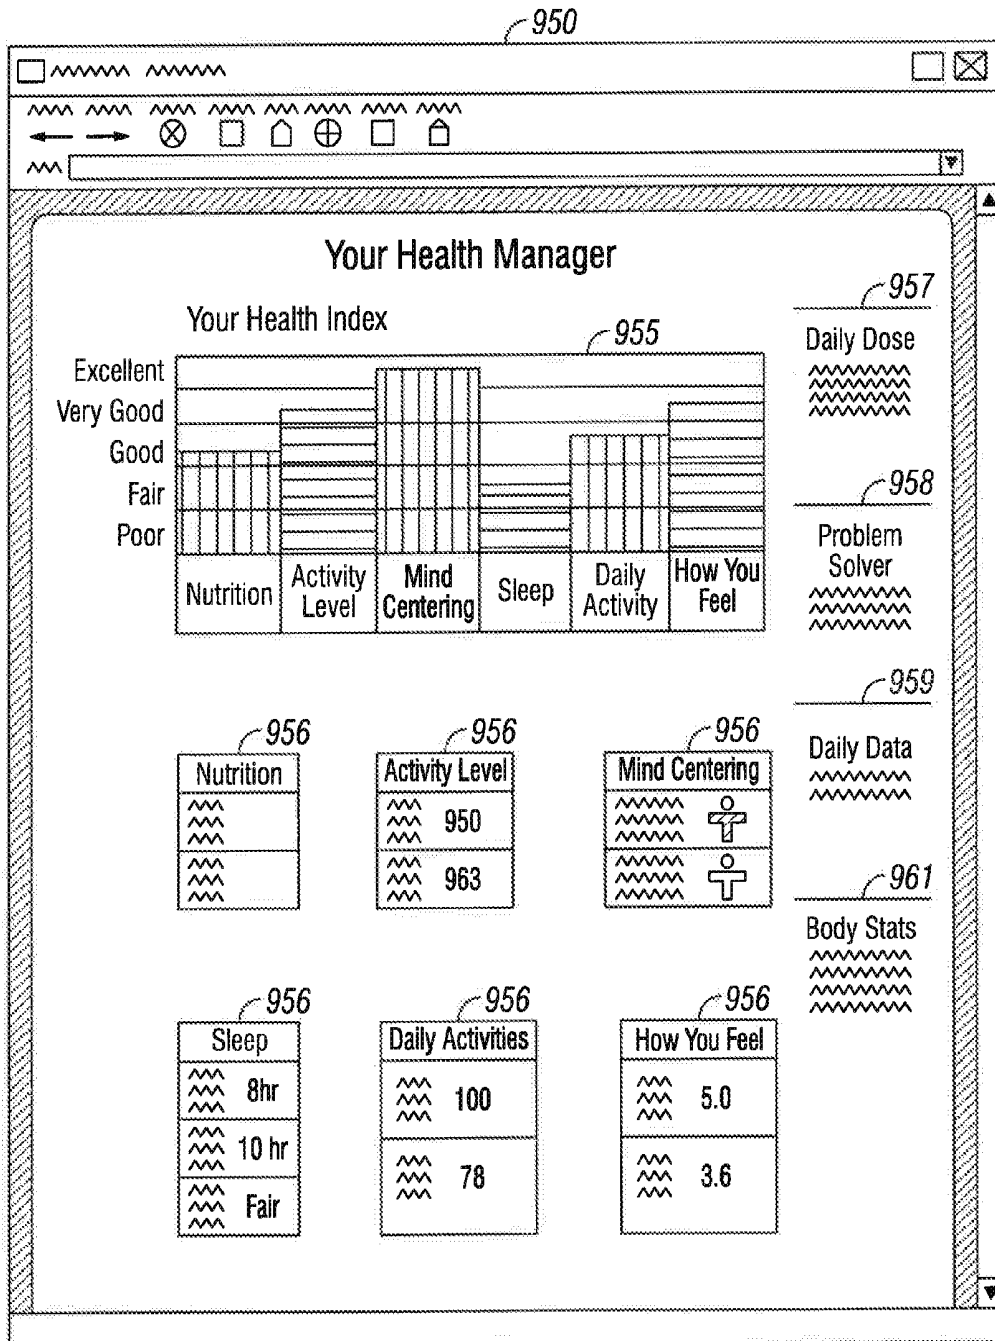 950
Your Health Manager
Your Health Index
955
957
Daily Dose
Excellent
Very Good
Good
Fair
Poor
Nutrition
Activity
Level
Mind
Centering
Sleep
Daily
Activity
How You
Feel
958
Problem
Solver
959
Daily Data
961
Body Stats
956
Nutrition
956
Activity Level
950
963
956
Mind Centering
956
Sleep
8hr
10 hr
Fair
956
Daily Activities
100
78
956
How You Feel
5.0
3.6